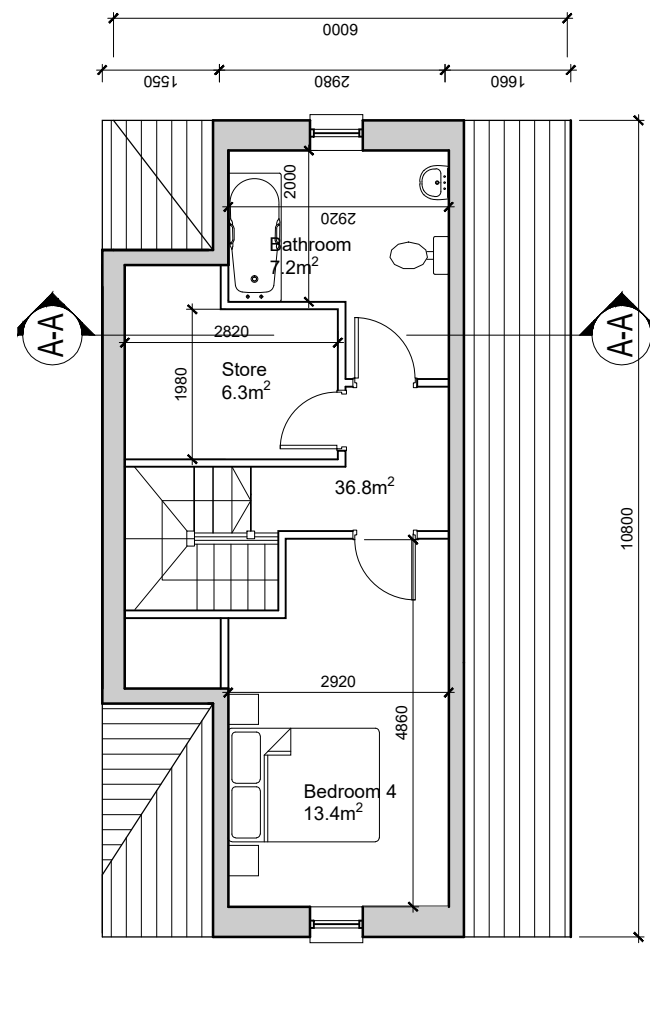 6000
1550
2980
1660
2000
2920
Bathroom
7.2m²
A-A
A-A
2820
Store
6.3m²
1980
36.8m²
10800
2920
4860
Bedroom 4
13.4m²